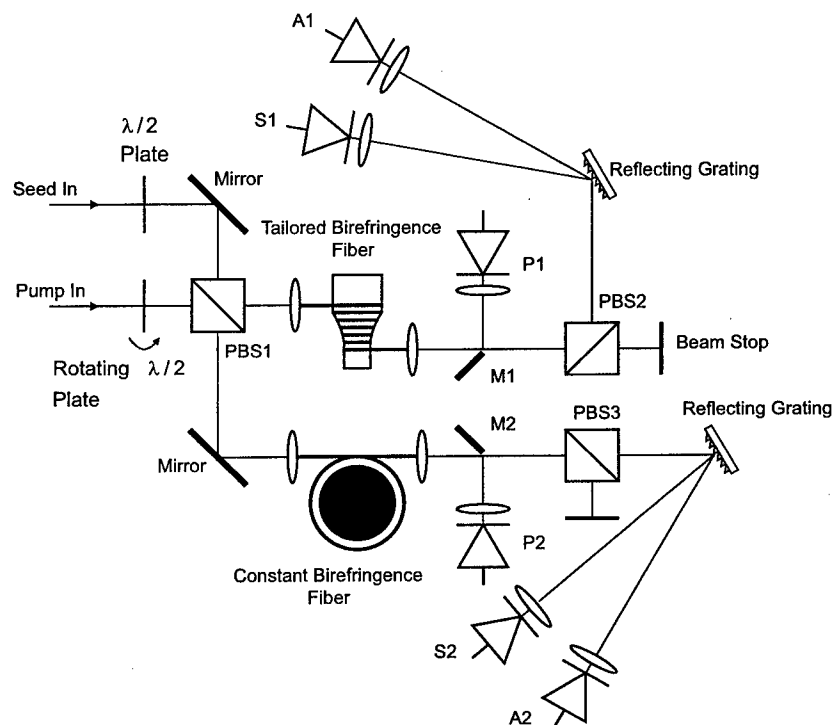 A1
S1
λ/2
Plate
Mirror
Reflecting Grating
Seed In
Tailored Birefringence
Fiber
P1
Pump In
PBS2
PBS1
Beam Stop
Rotating λ/2
Plate
M1
M2
PBS3
Reflecting Grating
Mirror
P2
Constant Birefringence
Fiber
S2
A2